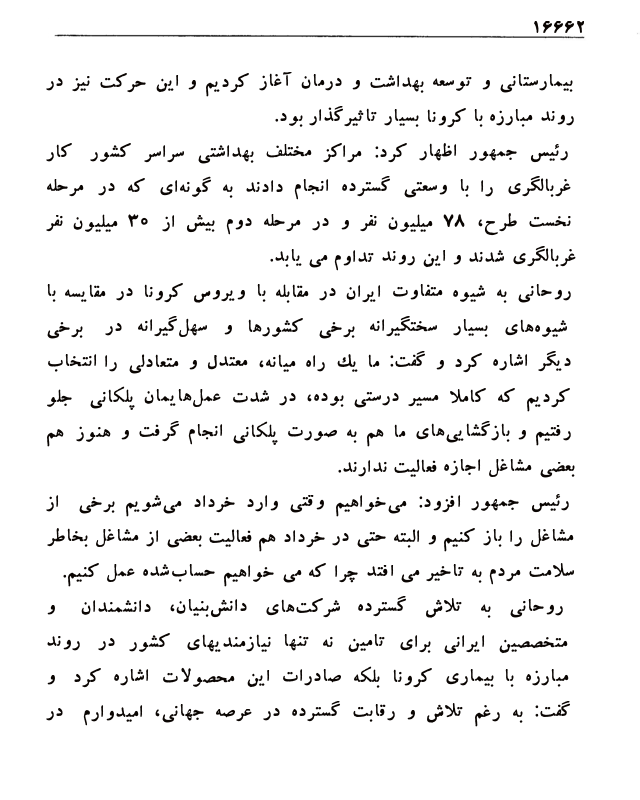 ۱۶۶۶۲
بیمارستانی و توسعه بهداشت و درمان آغاز کردیم و این حرکت نیز در
روند مبارزه با کرونا بسیار تاثیرگذار بود.
رئیس جمهور اظهار کرد: مراکز مختلف بهداشتی سراسر کشور کار
غربالگری را با وسعتی گسترده انجام دادند به گونه‌ای که در مرحله
نخست طرح، ۷۸ میلیون نفر و در مرحله دوم بیش از ۳۰ میلیون نفر
غربالگری شدند و این روند تداوم می یابد.
روحانی به شیوه متفاوت ایران در مقابله با ویروس کرونا در مقایسه با
شیوه‌های بسیار سختگیرانه برخی کشورها و سهل‌گیرانه در برخی
دیگر اشاره کرد و گفت: ما یك راه میانه، معتدل و متعادلی را انتخاب
کردیم که کاملا مسیر درستی بوده، در شدت عمل‌هایمان پلکانی جلو
رفتیم و بازگشایی‌های ما هم به صورت پلکانی انجام گرفت و هنوز هم
بعضی مشاغل اجازه فعالیت ندارند.
رئیس جمهور افزود: می‌خواهیم وقتی وارد خرداد می‌شویم برخی از
مشاغل را باز کنیم و البته حتی در خرداد هم فعالیت بعضی از مشاغل بخاطر
سلامت مردم به تاخیر می افتد چرا که می خواهیم حساب‌شده عمل کنیم.
روحانی به تلاش گسترده شرکت‌های دانش‌بنیان، دانشمندان و
متخصصین ایرانی برای تامین نه تنها نیازمندیهای کشور در روند
مبارزه با بیماری کرونا بلکه صادرات این محصولات اشاره کرد و
گفت: به رغم تلاش و رقابت گسترده در عرصه جهانی، امیدوارم در